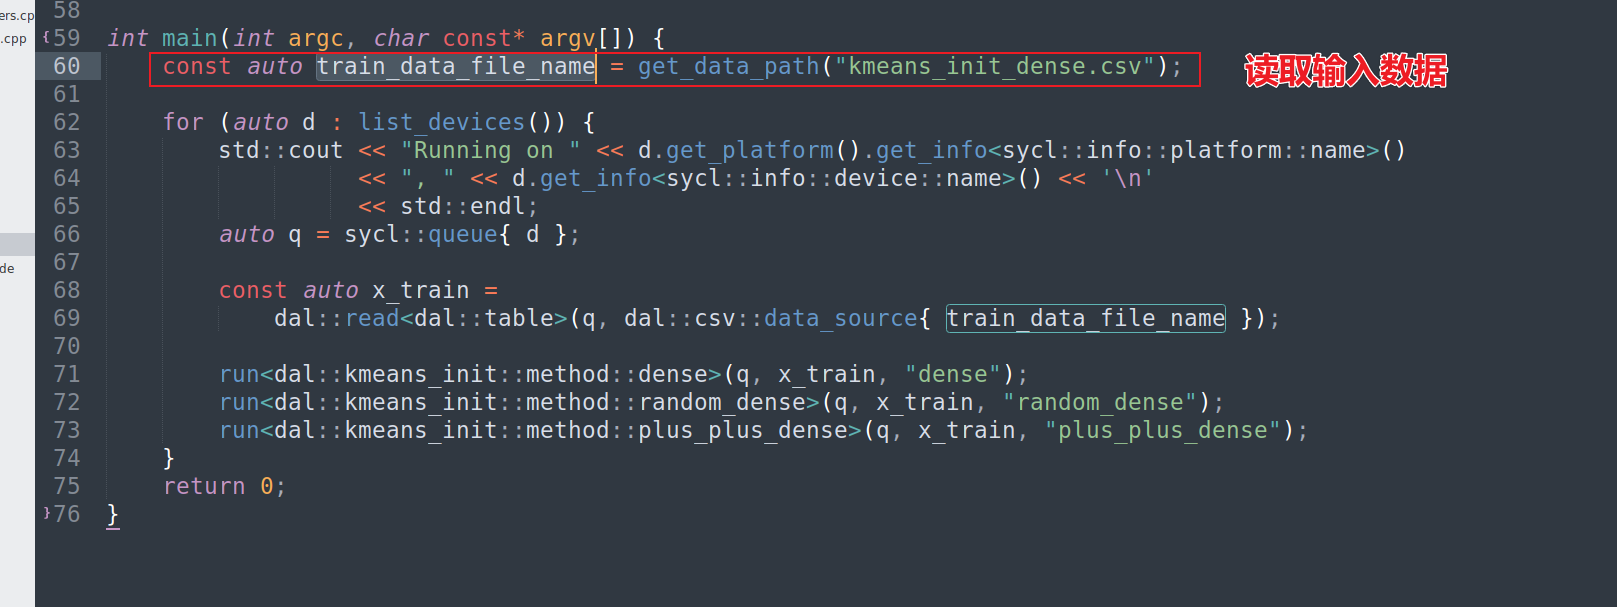 ers.cp
.cpp
de
58
59 int main(int argc, char const* argv[]) {
60 const auto train_data_file_name = get_data_path("kmeans_init_dense.csv");
读取输入数据
61
62 for (auto d : list_devices()) {
63 std::cout << "Running on " << d.get_platform().get_info<sycl::info::platform::name>()
64 << ", " << d.get_info<sycl::info::device::name>() << '\n'
65 << std::endl;
66 auto q = sycl::queue{ d };
67
68 const auto x_train =
69 dal::read<dal::table>(q, dal::csv::data_source{ train_data_file_name });
70
71 run<dal::kmeans_init::method::dense>(q, x_train, "dense");
72 run<dal::kmeans_init::method::random_dense>(q, x_train, "random_dense");
73 run<dal::kmeans_init::method::plus_plus_dense>(q, x_train, "plus_plus_dense");
74 }
75 return 0;
76 }